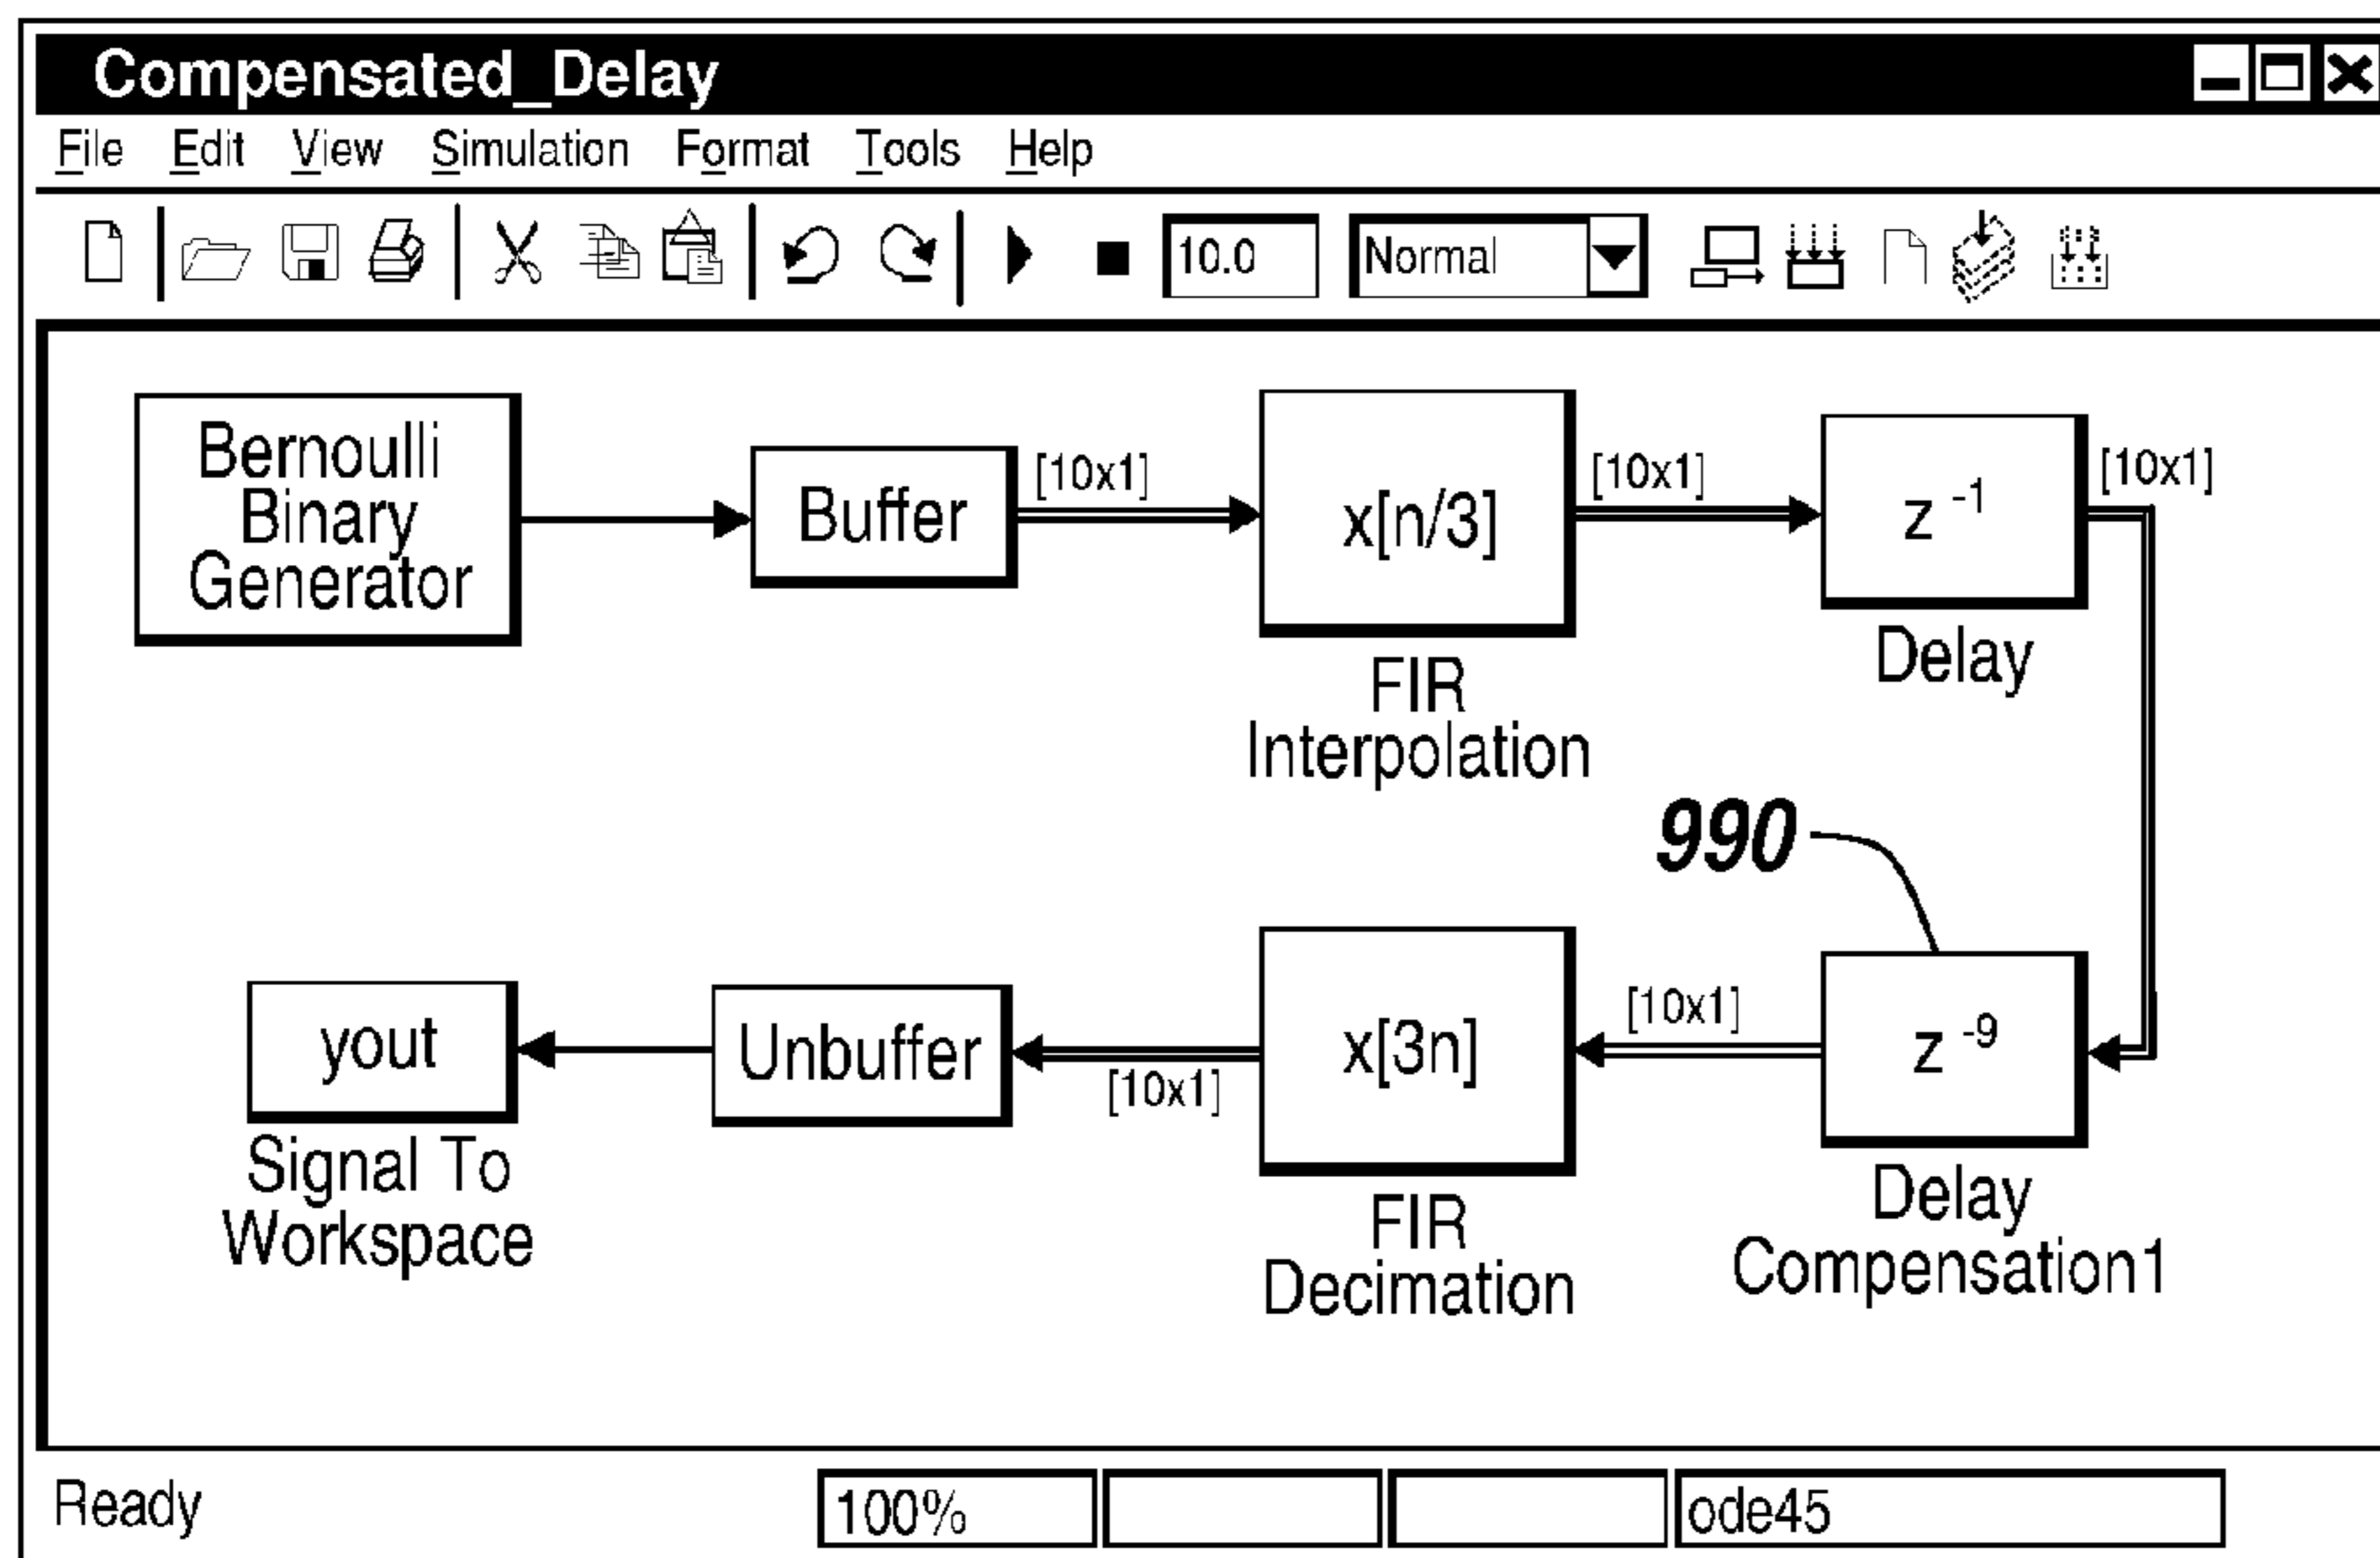 Compensated_Delay
File Edit View Simulation Format Tools Help
10.0 Normal
Bernoulli
Binary
Generator
Buffer
[10x1]
x[n/3]
FIR
Interpolation
[10x1]
z -1
Delay
[10x1]
990
z -9
Delay
Compensation1
[10x1]
x[3n]
FIR
Decimation
[10x1]
Unbuffer
yout
Signal To
Workspace
Ready 100% ode45